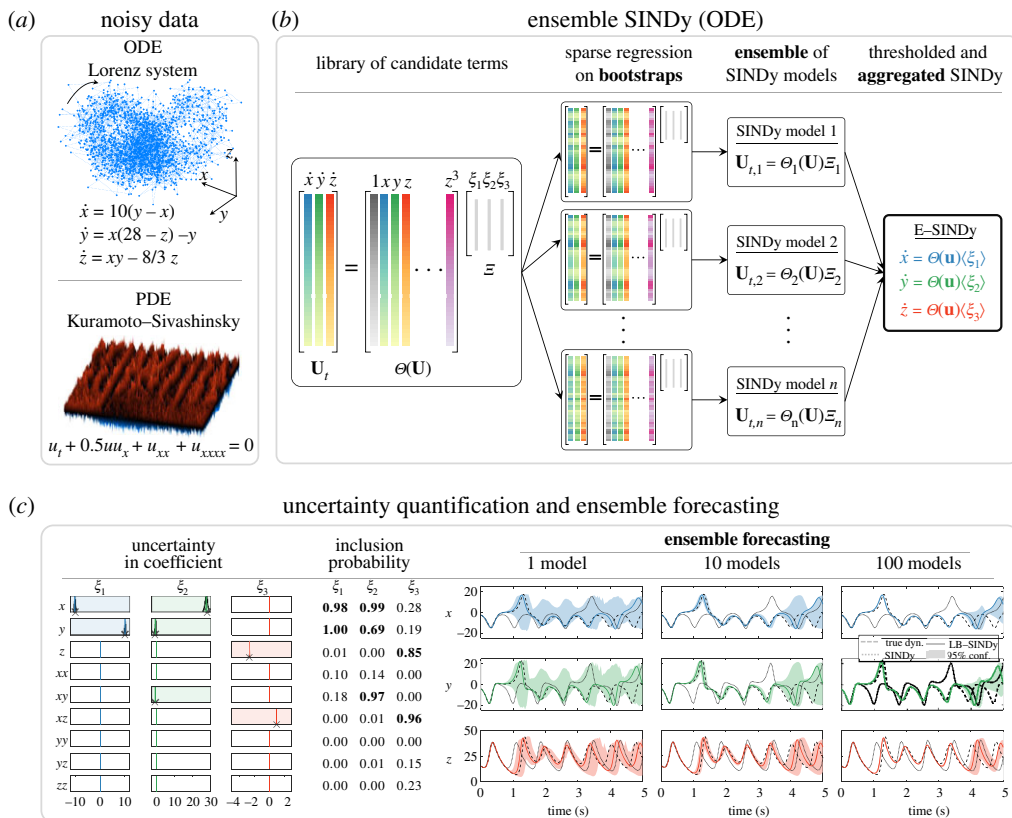 (a) noisy data
ODE
Lorenz system
z
x
y
ẋ = 10(y – x)
ẏ = x(28 – z) –y
ż = xy – 8/3 z
PDE
Kuramoto–Sivashinsky
u_t + 0.5uu_x + u_xx + u_xxxx = 0
(b) ensemble SINDy (ODE)
library of candidate terms
sparse regression
on bootstraps
ensemble of
SINDy models
thresholded and
aggregated SINDy
ẋ ẏ ż
1 x y z
z³
ξ₁ξ₂ξ₃
=
· · ·
Ξ
U_t
Θ(U)
= ···
= ···
= ···
SINDy model 1
U_t,1 = Θ₁(U)Ξ₁
SINDy model 2
U_t,2 = Θ₂(U)Ξ₂
SINDy model n
U_t,n = Θ_n(U)Ξ_n
E–SINDy
ẋ = Θ(u)⟨ξ₁⟩
ẏ = Θ(u)⟨ξ₂⟩
ż = Θ(u)⟨ξ₃⟩
(c) uncertainty quantification and ensemble forecasting
uncertainty
in coefficient
inclusion
probability
ξ₁ ξ₂ ξ₃ ξ₁ ξ₂ ξ₃
x 0.98 0.99 0.28
y 1.00 0.69 0.19
z 0.01 0.00 0.85
xx 0.10 0.14 0.00
xy 0.18 0.97 0.00
xz 0.00 0.01 0.96
yy 0.00 0.00 0.00
yz 0.00 0.01 0.15
zz 0.00 0.00 0.23
–10 0 10 0 30 –4 –2 0 2
ensemble forecasting
1 model 10 models 100 models
x
20
0
–20
true dyn. LB–SINDy
SINDy 95% conf.
y
20
0
–20
z
50
25
0
0 1 2 3 4 5 0 1 2 3 4 5 0 1 2 3 4 5
time (s) time (s) time (s)